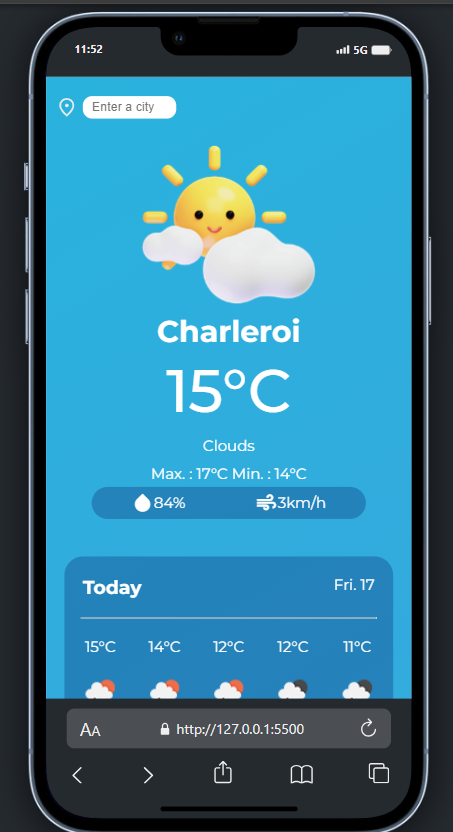 11:52 5G
Enter a city
Charleroi
15°C
Clouds
Max. : 17°C Min. : 14°C
84% 3km/h
Today Fri. 17
15°C 14°C 12°C 12°C 11°C
AA http://127.0.0.1:5500